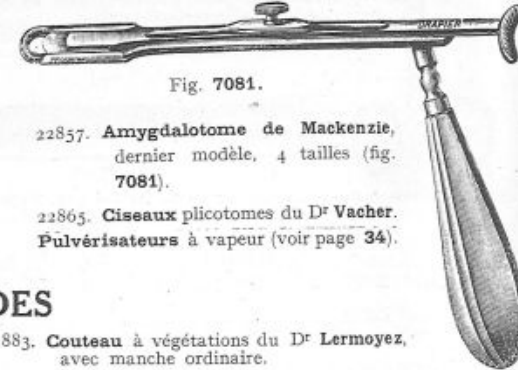 DRAPIER
Fig. 7081.
22857. Amygdalotome de Mackenzie,
dernier modèle, 4 tailles (fig.
7081).
22865. Ciseaux plicotomes du Dr Vacher.
Pulvérisateurs à vapeur (voir page 34).
DES
883. Couteau à végétations du Dr Lermoyez,
avec manche ordinaire.